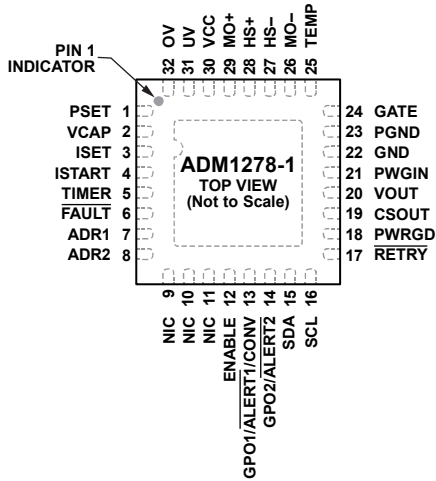 32 OV
31 UV
30 VCC
29 MO+
28 HS+
27 HS–
26 MO–
25 TEMP
PIN 1
INDICATOR
PSET 1
VCAP 2
ISET 3
ISTART 4
TIMER 5
FAULT 6
ADR1 7
ADR2 8
ADM1278-1
TOP VIEW
(Not to Scale)
24 GATE
23 PGND
22 GND
21 PWGIN
20 VOUT
19 CSOUT
18 PWRGD
17 RETRY
NIC 9
NIC 10
NIC 11
ENABLE 12
GPO1/ALERT1/CONV 13
GPO2/ALERT2 14
SDA 15
SCL 16